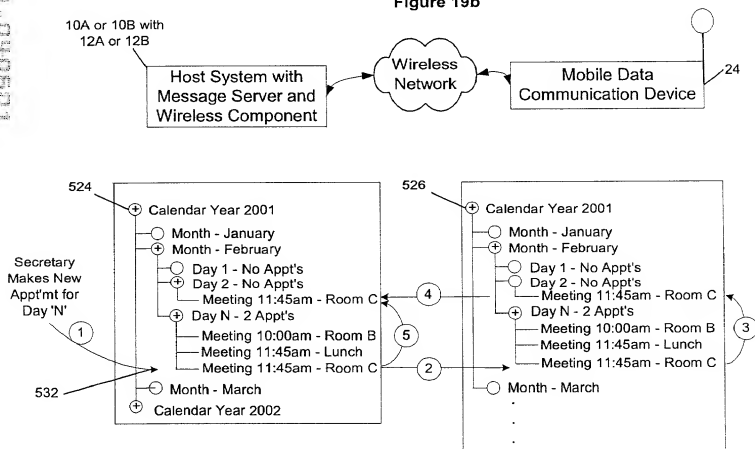 Figure 19b
10A or 10B with
12A or 12B
Host System with
Message Server and
Wireless Component
Wireless
Network
Mobile Data
Communication Device
24
524
Calendar Year 2001
Month - January
Month - February
Day 1 - No Appt's
Day 2 - No Appt's
Meeting 11:45am - Room C
Day N - 2 Appt's
Meeting 10:00am - Room B
Meeting 11:45am - Lunch
Meeting 11:45am - Room C
Month - March
Calendar Year 2002
Secretary
Makes New
Appt'mt for
Day 'N'
1
532
4
5
2
526
Calendar Year 2001
Month - January
Month - February
Day 1 - No Appt's
Day 2 - No Appt's
Meeting 11:45am - Room C
Day N - 2 Appt's
Meeting 10:00am - Room B
Meeting 11:45am - Lunch
Meeting 11:45am - Room C
Month - March
3